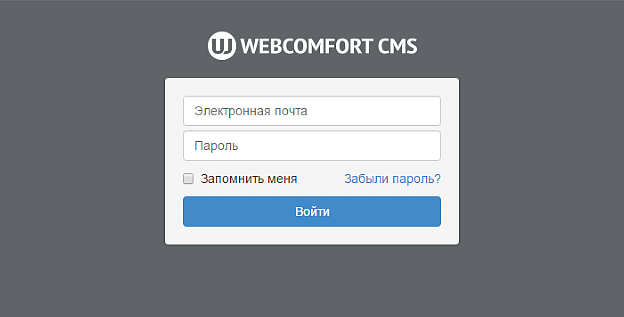 WEBCOMFORT CMS
Электронная почта
Пароль
Запомнить меня Забыли пароль?
Войти